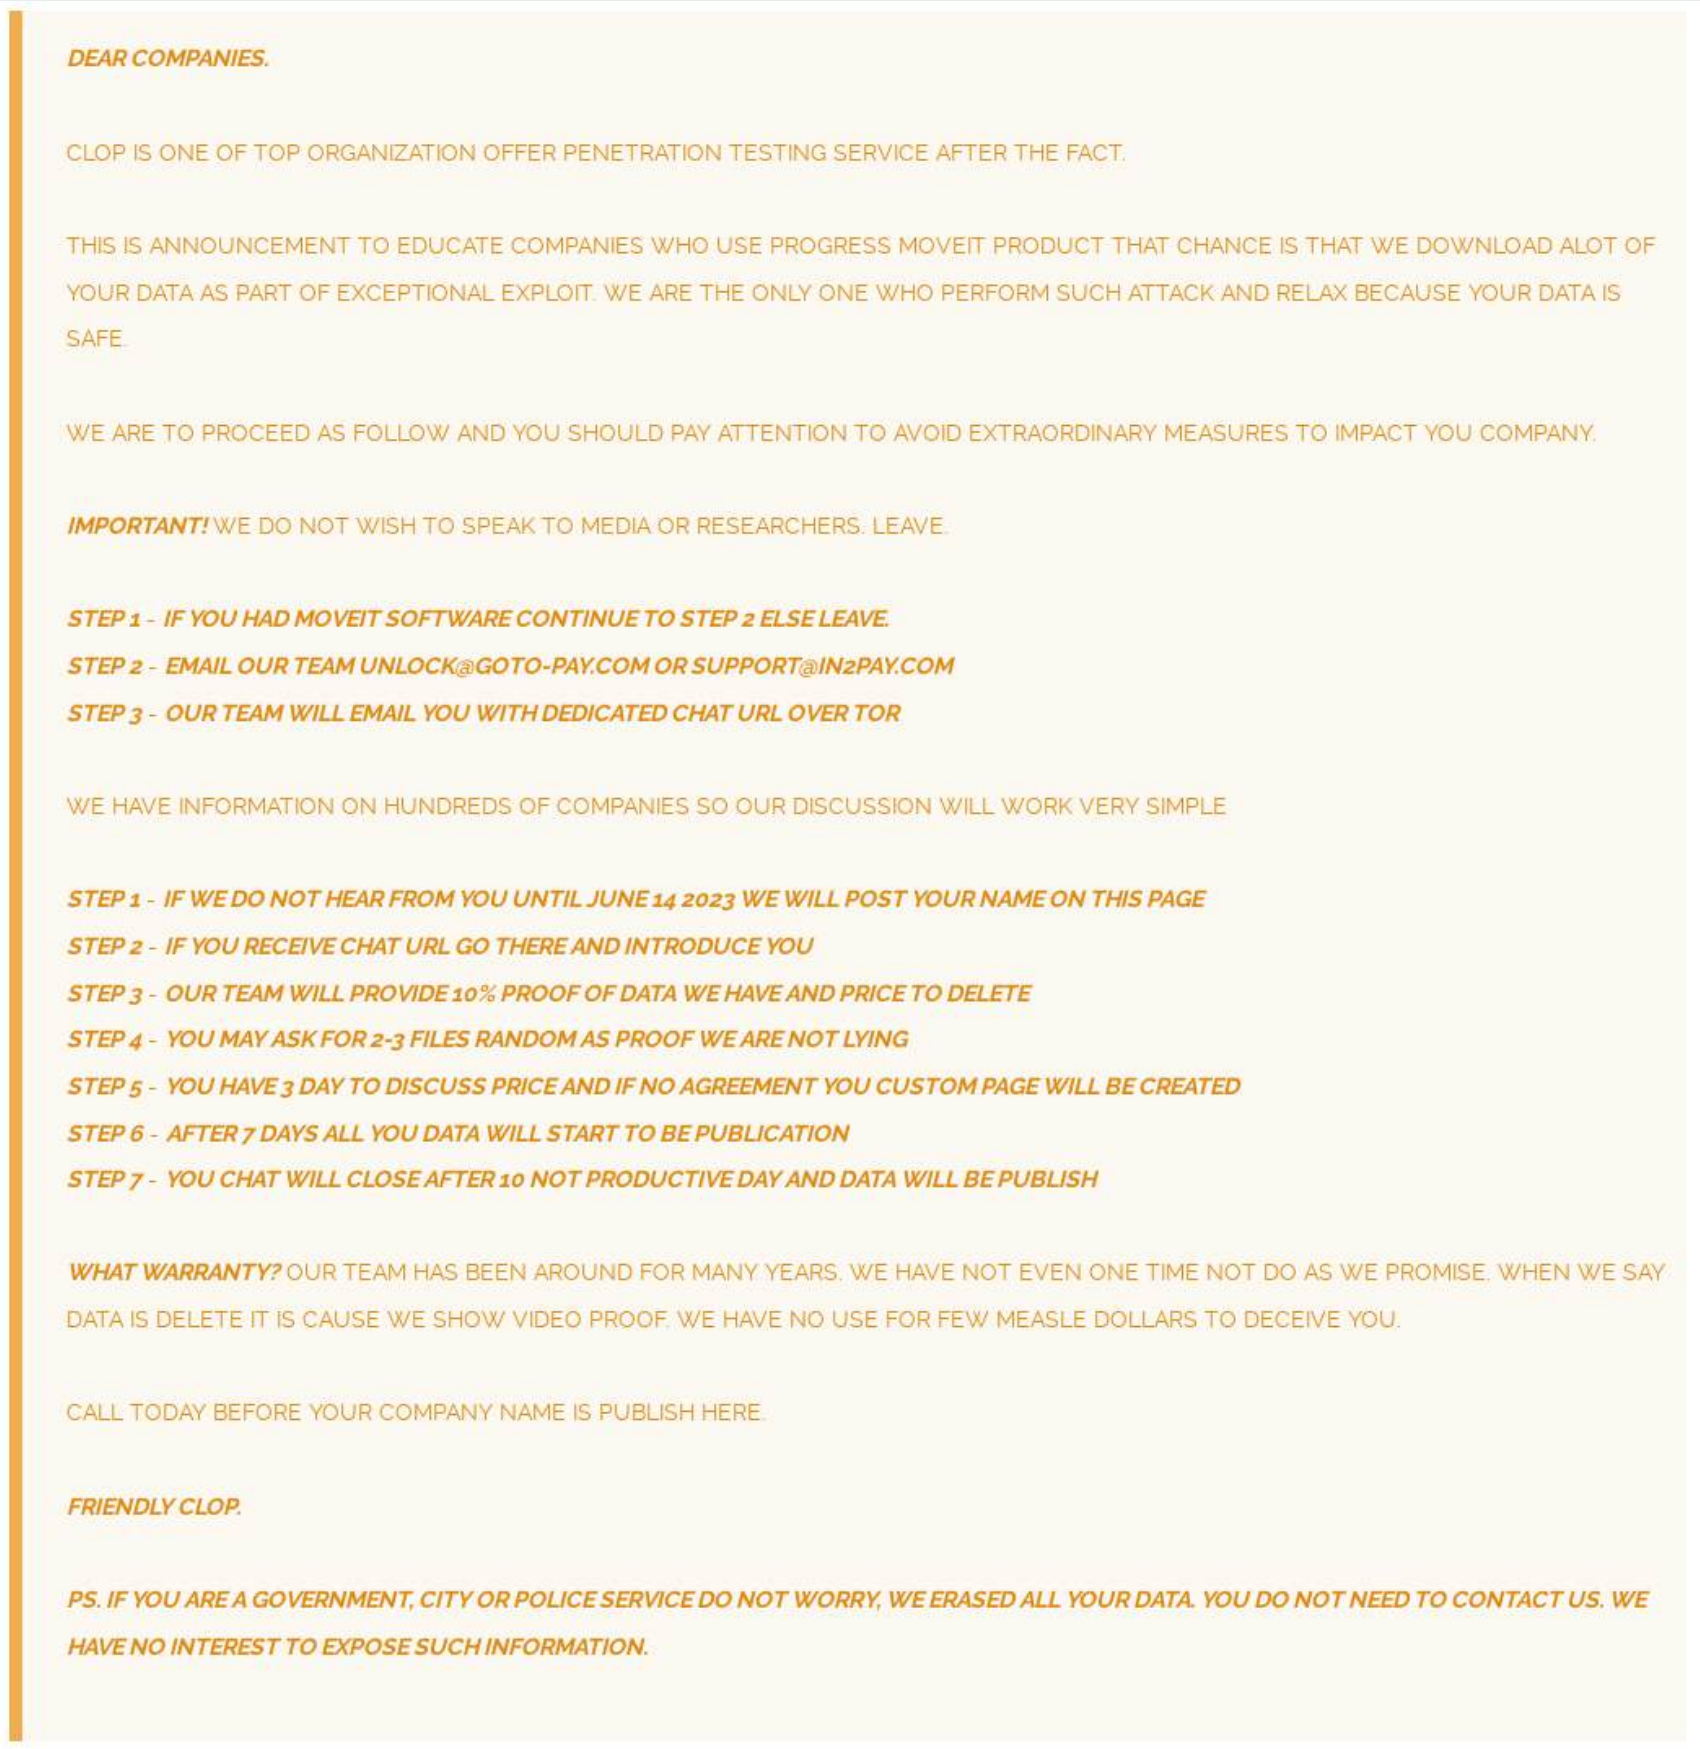 DEAR COMPANIES.
CLOP IS ONE OF TOP ORGANIZATION OFFER PENETRATION TESTING SERVICE AFTER THE FACT.
THIS IS ANNOUNCEMENT TO EDUCATE COMPANIES WHO USE PROGRESS MOVEIT PRODUCT THAT CHANCE IS THAT WE DOWNLOAD ALOT OF
YOUR DATA AS PART OF EXCEPTIONAL EXPLOIT. WE ARE THE ONLY ONE WHO PERFORM SUCH ATTACK AND RELAX BECAUSE YOUR DATA IS
SAFE.
WE ARE TO PROCEED AS FOLLOW AND YOU SHOULD PAY ATTENTION TO AVOID EXTRAORDINARY MEASURES TO IMPACT YOU COMPANY.
IMPORTANT! WE DO NOT WISH TO SPEAK TO MEDIA OR RESEARCHERS. LEAVE.
STEP 1 - IF YOU HAD MOVEIT SOFTWARE CONTINUE TO STEP 2 ELSE LEAVE.
STEP 2 - EMAIL OUR TEAM UNLOCK@GOTO-PAY.COM OR SUPPORT@IN2PAY.COM
STEP 3 - OUR TEAM WILL EMAIL YOU WITH DEDICATED CHAT URL OVER TOR
WE HAVE INFORMATION ON HUNDREDS OF COMPANIES SO OUR DISCUSSION WILL WORK VERY SIMPLE
STEP 1 - IF WE DO NOT HEAR FROM YOU UNTIL JUNE 14 2023 WE WILL POST YOUR NAME ON THIS PAGE
STEP 2 - IF YOU RECEIVE CHAT URL GO THERE AND INTRODUCE YOU
STEP 3 - OUR TEAM WILL PROVIDE 10% PROOF OF DATA WE HAVE AND PRICE TO DELETE
STEP 4 - YOU MAY ASK FOR 2-3 FILES RANDOM AS PROOF WE ARE NOT LYING
STEP 5 - YOU HAVE 3 DAY TO DISCUSS PRICE AND IF NO AGREEMENT YOU CUSTOM PAGE WILL BE CREATED
STEP 6 - AFTER 7 DAYS ALL YOU DATA WILL START TO BE PUBLICATION
STEP 7 - YOU CHAT WILL CLOSE AFTER 10 NOT PRODUCTIVE DAY AND DATA WILL BE PUBLISH
WHAT WARRANTY? OUR TEAM HAS BEEN AROUND FOR MANY YEARS. WE HAVE NOT EVEN ONE TIME NOT DO AS WE PROMISE. WHEN WE SAY
DATA IS DELETE IT IS CAUSE WE SHOW VIDEO PROOF. WE HAVE NO USE FOR FEW MEASLE DOLLARS TO DECEIVE YOU.
CALL TODAY BEFORE YOUR COMPANY NAME IS PUBLISH HERE.
FRIENDLY CLOP.
PS. IF YOU ARE A GOVERNMENT, CITY OR POLICE SERVICE DO NOT WORRY, WE ERASED ALL YOUR DATA. YOU DO NOT NEED TO CONTACT US. WE
HAVE NO INTEREST TO EXPOSE SUCH INFORMATION.